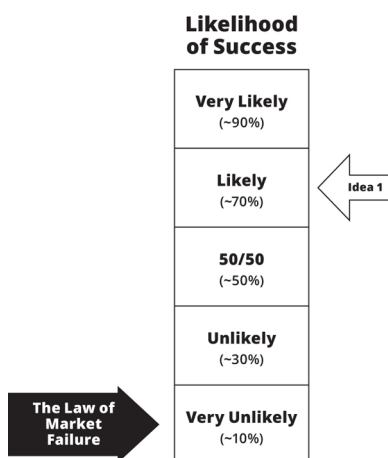 Likelihood
of Success
Very Likely
(~90%)
Likely
(~70%)
Idea 1
50/50
(~50%)
Unlikely
(~30%)
The Law of
Market
Failure
Very Unlikely
(~10%)